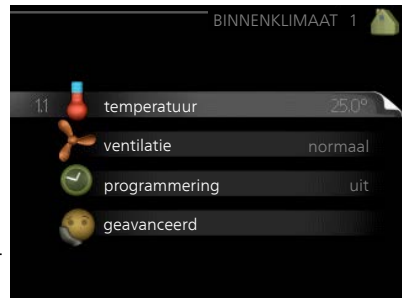 BINNENKLIMAAT 1
1.1 temperatuur 25.0°
ventilatie normaal
programmering uit
geavanceerd